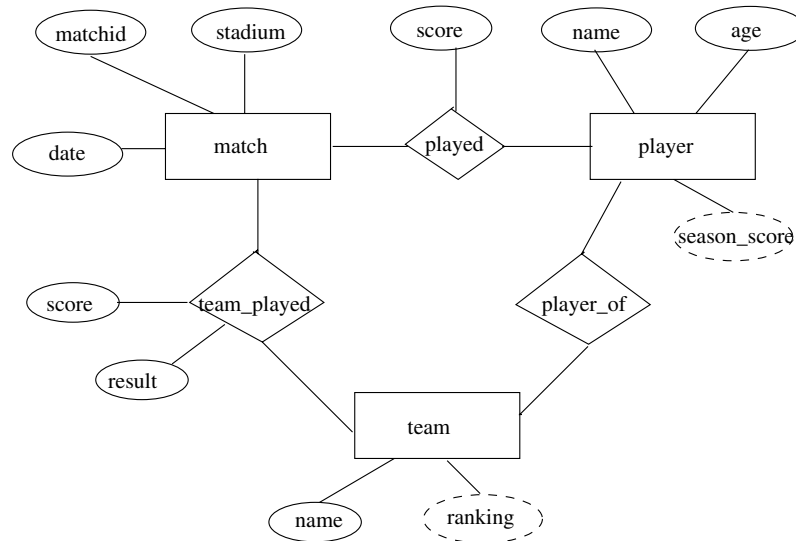 matchid
stadium
score
name
age
date
match
played
player
season_score
score
team_played
player_of
result
team
name
ranking